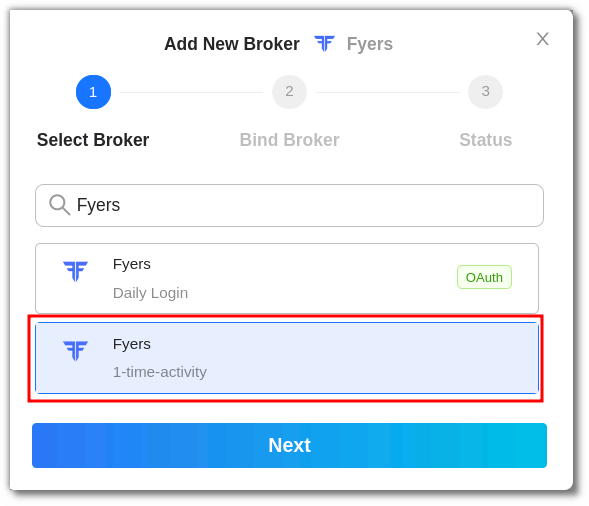 Add New Broker Fyers X
1 2 3
Select Broker Bind Broker Status
Fyers
Fyers
Daily Login
OAuth
Fyers
1-time-activity
Next